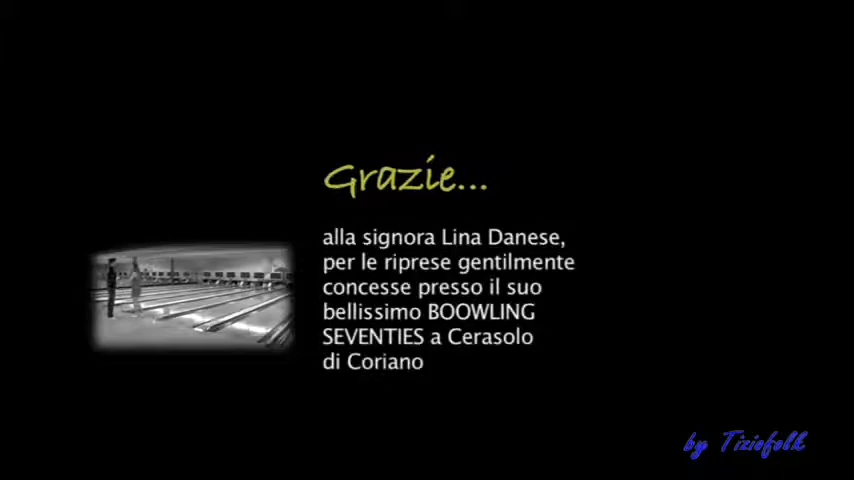 Grazie...
alla signora Lina Danese,
per le riprese gentilmente
concesse presso il suo
bellissimo BOOWLING
SEVENTIES a Cerasolo
di Coriano
by Tiziofolk